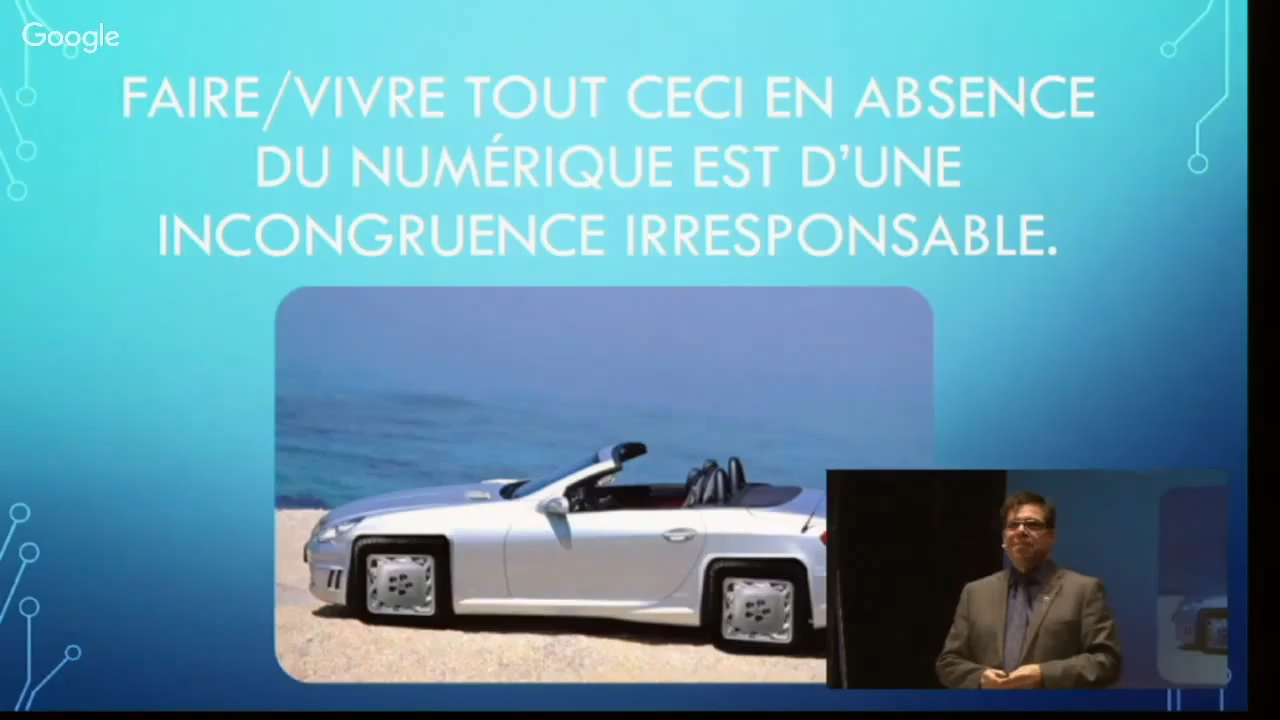 Google
FAIRE/VIVRE TOUT CECI EN ABSENCE
DU NUMÉRIQUE EST D’UNE
INCONGRUENCE IRRESPONSABLE.